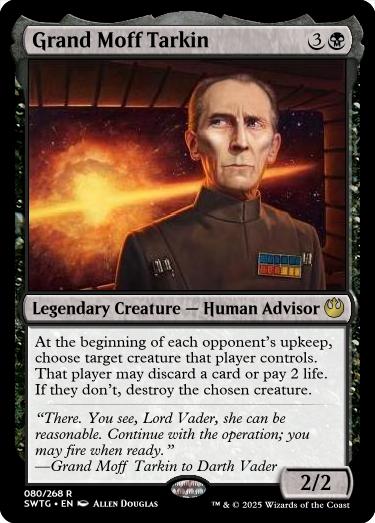 Grand Moff Tarkin 3
Legendary Creature — Human Advisor
At the beginning of each opponent's upkeep,
choose target creature that player controls.
That player may discard a card or pay 2 life.
If they don't, destroy the chosen creature.
“There. You see, Lord Vader, she can be
reasonable. Continue with the operation; you
may fire when ready.”
—Grand Moff Tarkin to Darth Vader
2/2
080/268 R
SWTG • EN ALLEN DOUGLAS
™ & © 2025 Wizards of the Coast